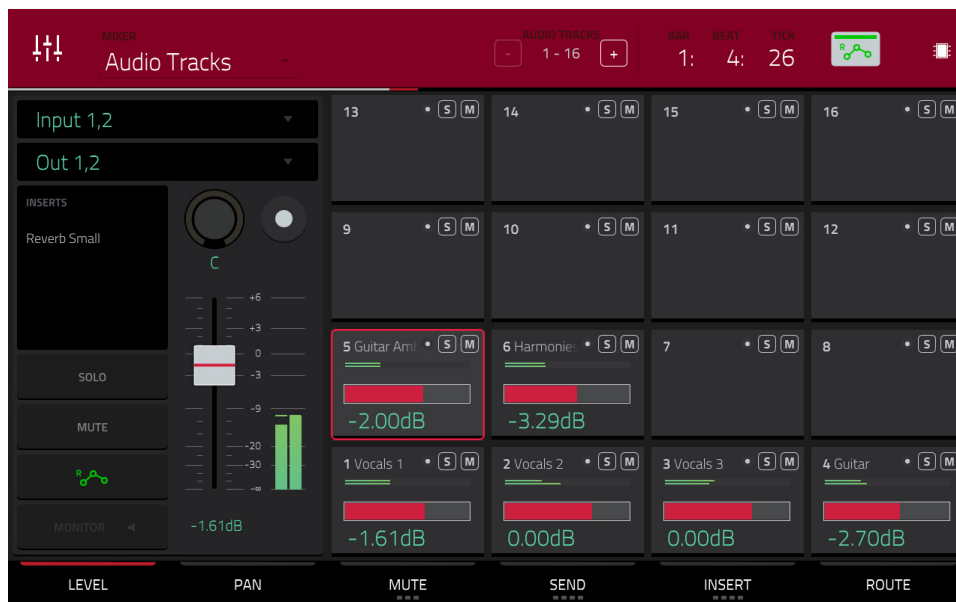 MIXER
Audio Tracks
AUDIO TRACKS
- 1 - 16 +
BAR BEAT TICK
1: 4: 26
R
Input 1,2
Out 1,2
INSERTS
Reverb Small
C
+6
+3
0
-3
-9
-20
-30
-∞
-1.61dB
SOLO
MUTE
R
MONITOR
13 S M
14 S M
15 S M
16 S M
9 S M
10 S M
11 S M
12 S M
5 Guitar Am S M
-2.00dB
6 Harmonies S M
-3.29dB
7 S M
8 S M
1 Vocals 1 S M
-1.61dB
2 Vocals 2 S M
0.00dB
3 Vocals 3 S M
0.00dB
4 Guitar S M
-2.70dB
LEVEL PAN MUTE SEND INSERT ROUTE